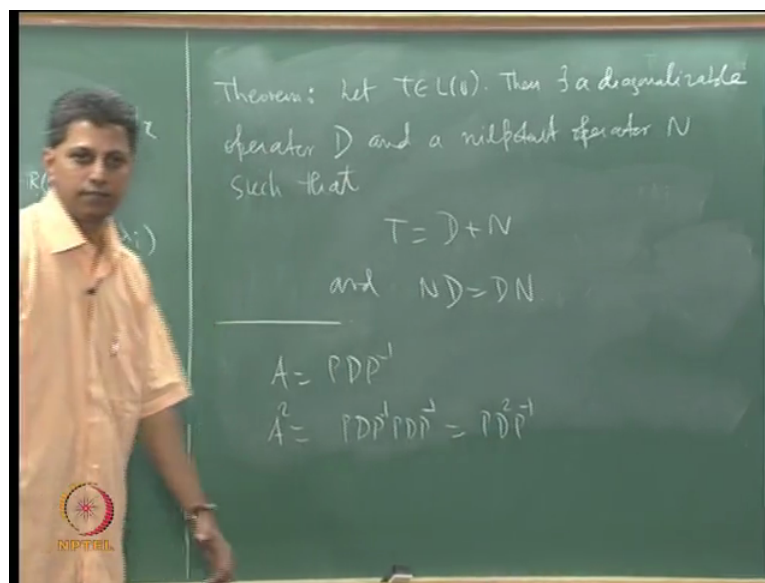 Theorem: Let T∈L(V). Then ∃ a diagonalizable
operator D and a nilpotent operator N
such that
T = D + N
and ND = DN
A = PDP⁻¹
A² = PDP⁻¹PDP⁻¹ = PD²P⁻¹
NPTEL